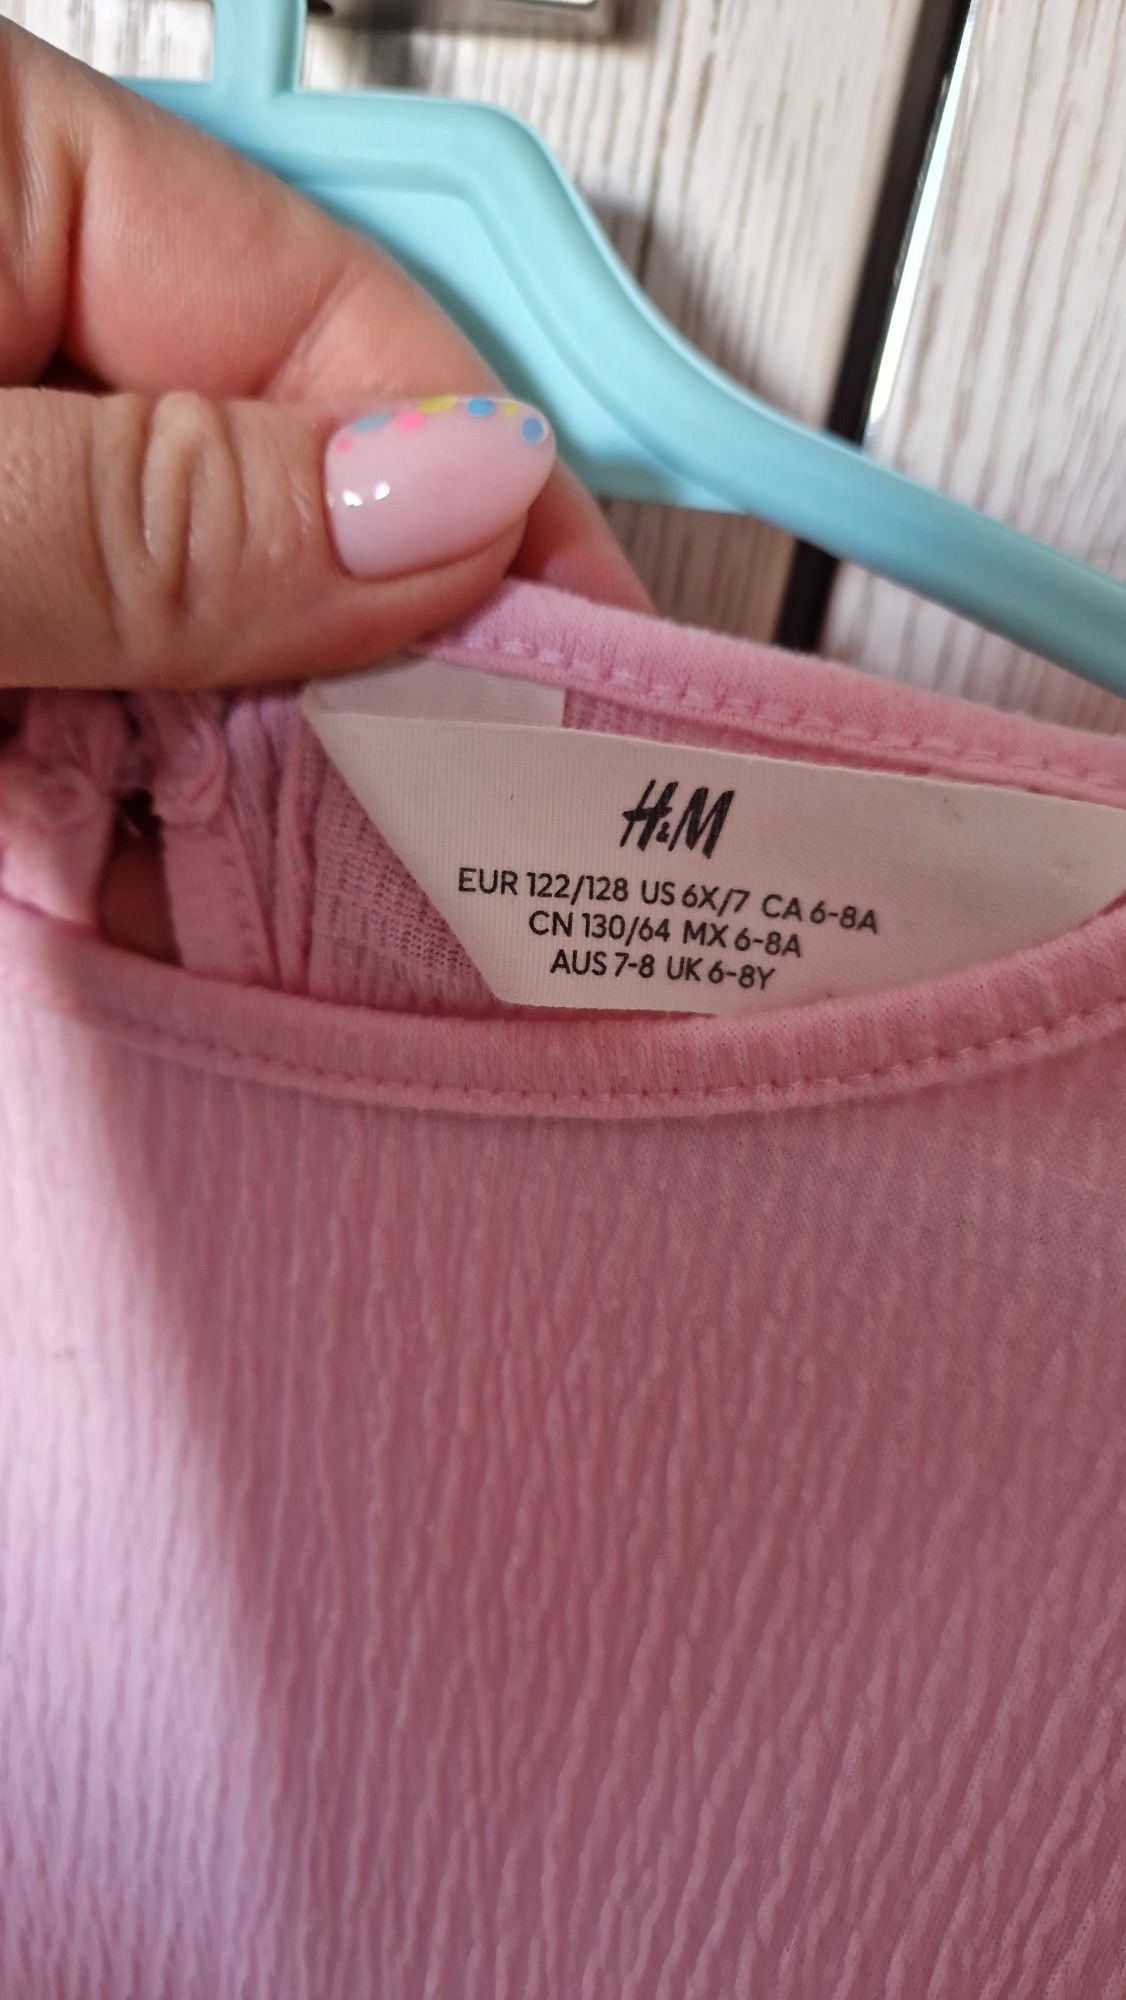 H&M
EUR 122/128 US 6X/7 CA 6-8A
CN 130/64 MX 6-8A
AUS 7-8 UK 6-8Y